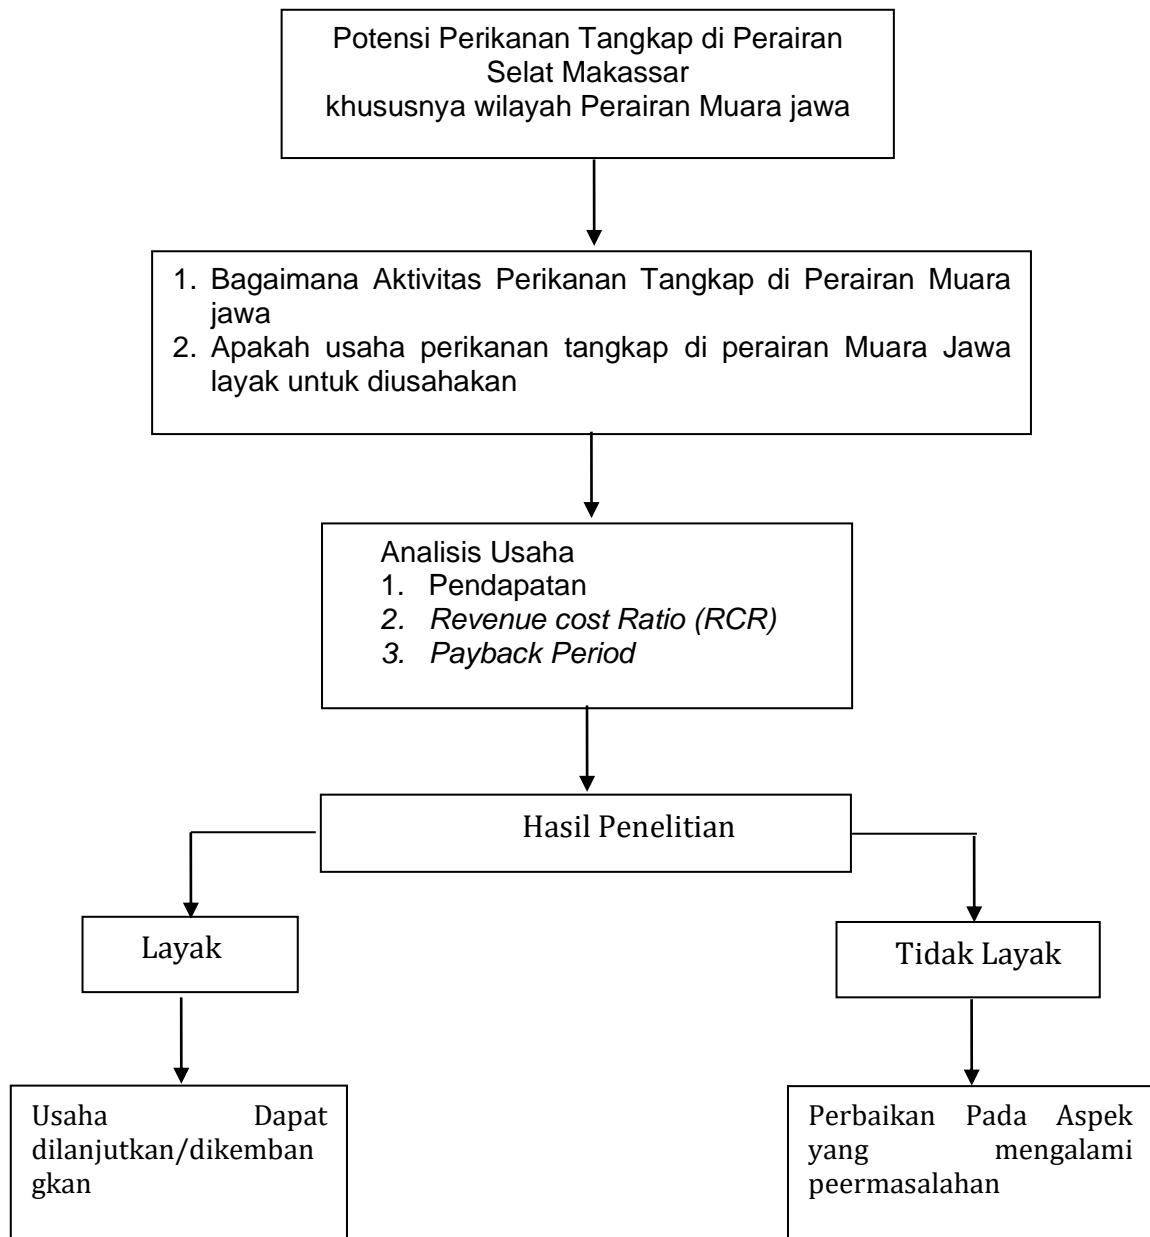 Potensi Perikanan Tangkap di Perairan
Selat Makassar
khususnya wilayah Perairan Muara jawa
1. Bagaimana Aktivitas Perikanan Tangkap di Perairan Muara
jawa
2. Apakah usaha perikanan tangkap di perairan Muara Jawa
layak untuk diusahakan
Analisis Usaha
1. Pendapatan
2. Revenue cost Ratio (RCR)
3. Payback Period
Hasil Penelitian
Layak
Tidak Layak
Usaha Dapat
dilanjutkan/dikemban
gkan
Perbaikan Pada Aspek
yang mengalami
peermasalahan